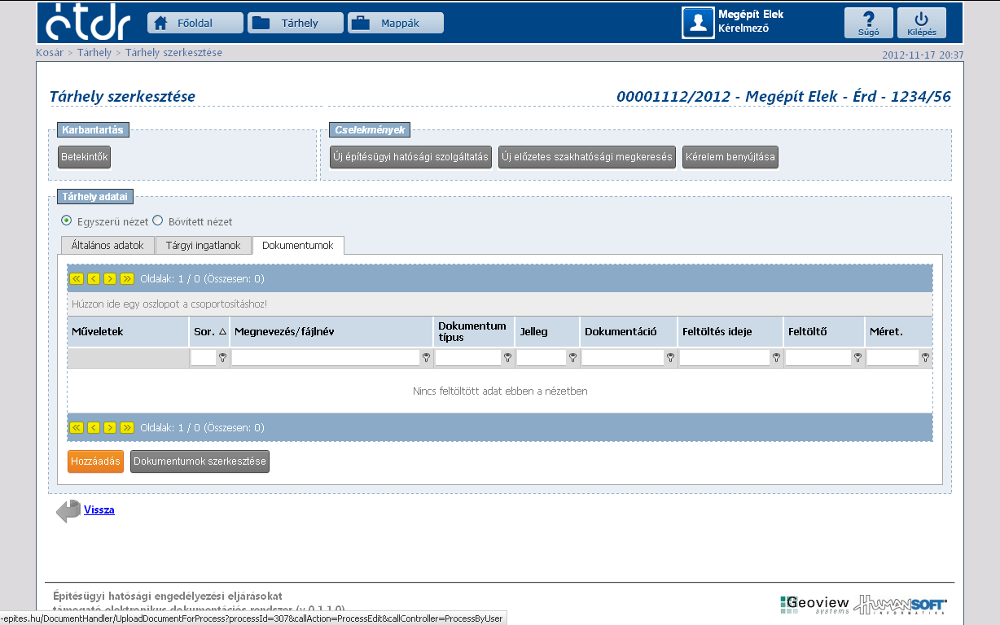 étdr
Főoldal
Tárhely
Mappák
Megépít Elek
Kérelmező
Súgó
Kilépés
Kosár > Tárhely > Tárhely szerkesztése
2012-11-17 20:37
Tárhely szerkesztése
00001112/2012 - Megépít Elek - Érd - 1234/56
Karbantartás
Cselekmények
Betekintők
Új építésügyi hatósági szolgáltatás
Új előzetes szakhatósági megkeresés
Kérelem benyújtása
Tárhely adatai
Egyszerű nézet
Bővített nézet
Általános adatok
Tárgyi ingatlanok
Dokumentumok
Oldalak: 1 / 0 (Összesen: 0)
Húzzon ide egy oszlopot a csoportosításhoz!
Műveletek
Sor.
Megnevezés/fájlnév
Dokumentum
típus
Jelleg
Dokumentáció
Feltöltés ideje
Feltöltő
Méret.
Nincs feltöltött adat ebben a nézetben
Oldalak: 1 / 0 (Összesen: 0)
Hozzáadás
Dokumentumok szerkesztése
Vissza
Építésügyi hatósági engedélyezési eljárásokat
támogató elektronikus dokumentációs rendszer (v 0.1.1.0)
Geoview
systems
HUMANSOFT
INFORMATIKA
-epites.hu/DocumentHandler/UploadDocumentForProcess?processId=307&callAction=PrivateEdit&callController=ProcessByUser